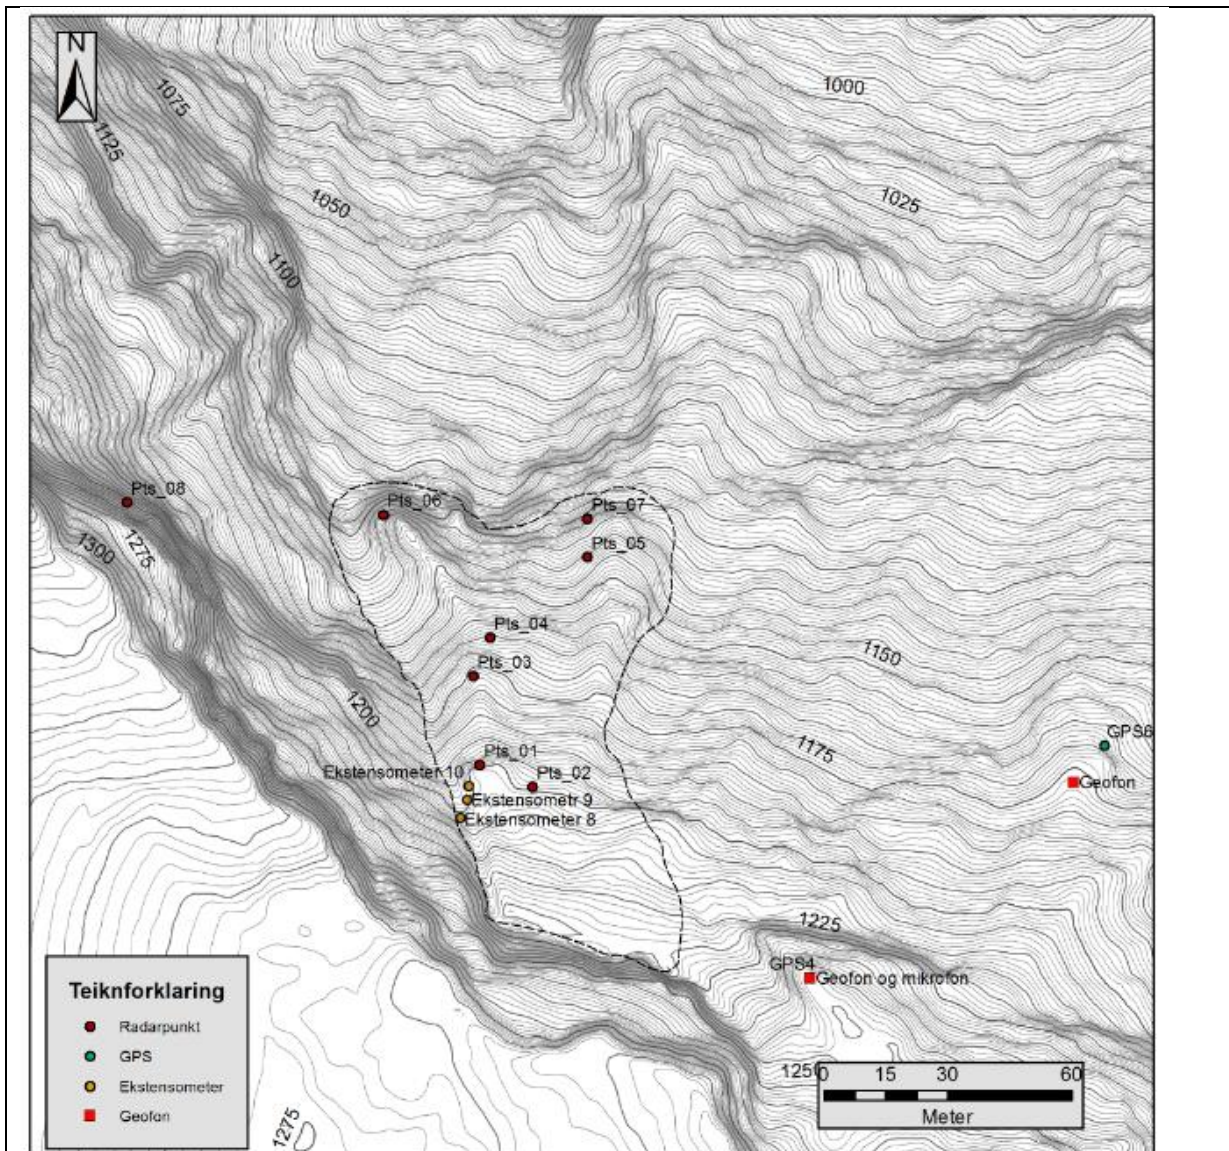 N
1000
1075
1125
1050
1025
1100
Pts_08
Pts_06
Pts_07
1275
1300
Pts_05
Pts_04
1150
Pts_03
1200
1175
GPS6
Pts_01
Ekstensometer 10
Pts_02
Geofon
Ekstensometr 9
Ekstensometer 8
1225
GPS4
Geofon og mikrofon
Teiknforklaring
Radarpunkt
GPS
Ekstensometer
Geofon
1250
0 15 30 60
Meter
1275